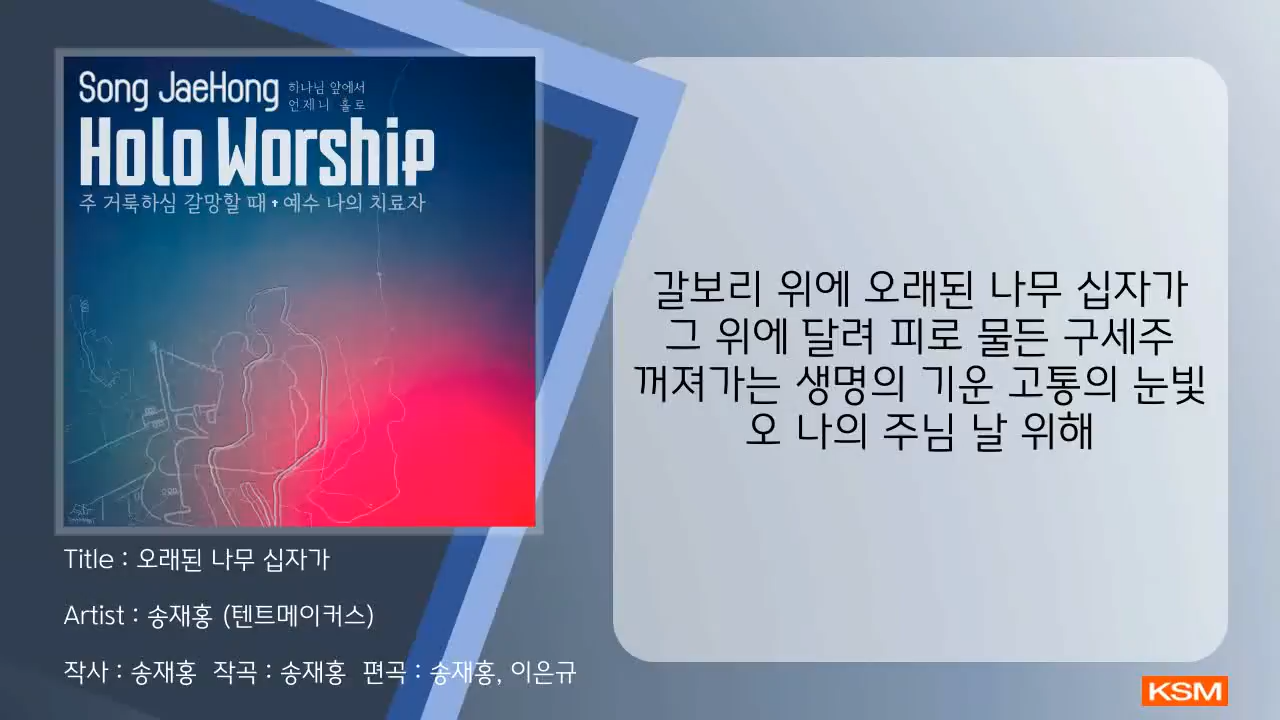 Song JaeHong
하나님 앞에서
언제니 홀로
Holo Worship
주 거룩하심 갈망할 때 · 예수 나의 치료자
갈보리 위에 오래된 나무 십자가
그 위에 달려 피로 물든 구세주
꺼져가는 생명의 기운 고통의 눈빛
오 나의 주님 날 위해
Title : 오래된 나무 십자가
Artist : 송재홍 (텐트메이커스)
작사 : 송재홍 작곡 : 송재홍 편곡 : 송재홍, 이은규
KSM